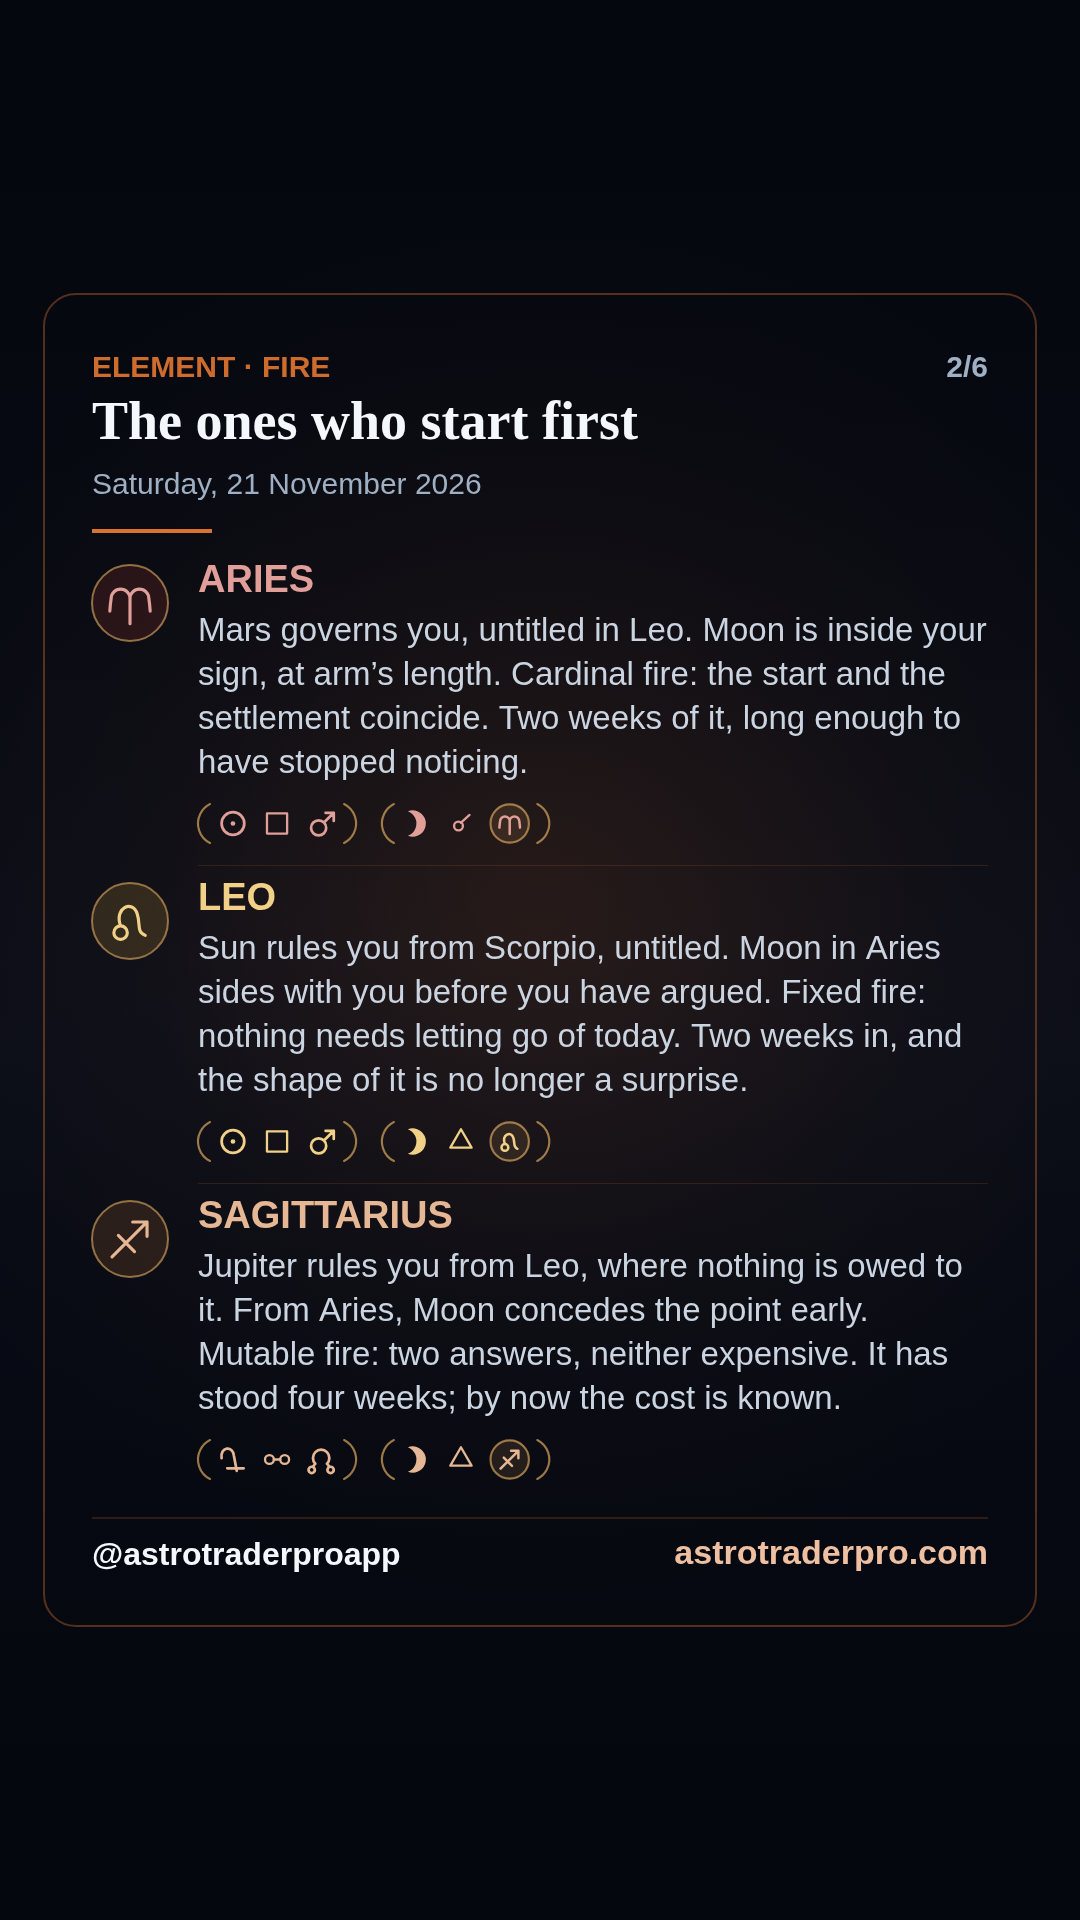 ELEMENT · FIRE
2/6
The ones who start first
Saturday, 21 November 2026
ARIES
Mars governs you, untitled in Leo. Moon is inside your
sign, at arm’s length. Cardinal fire: the start and the
settlement coincide. Two weeks of it, long enough to
have stopped noticing.
LEO
Sun rules you from Scorpio, untitled. Moon in Aries
sides with you before you have argued. Fixed fire:
nothing needs letting go of today. Two weeks in, and
the shape of it is no longer a surprise.
SAGITTARIUS
Jupiter rules you from Leo, where nothing is owed to
it. From Aries, Moon concedes the point early.
Mutable fire: two answers, neither expensive. It has
stood four weeks; by now the cost is known.
@astrotraderproapp
astrotraderpro.com